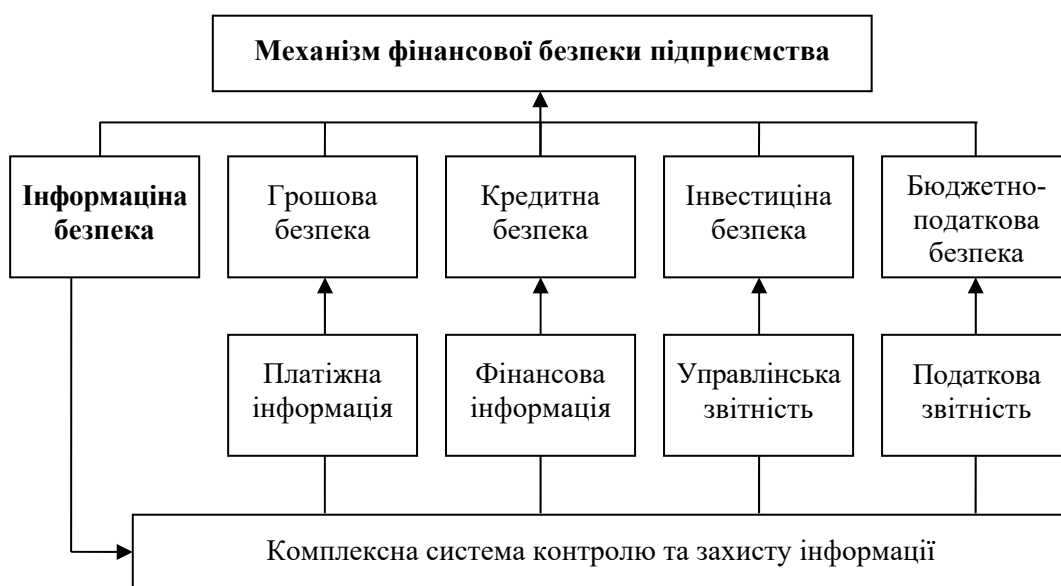 Механізм фінансової безпеки підприємства
Інформаціна
безпека
Грошова
безпека
Кредитна
безпека
Інвестиціна
безпека
Бюджетно-
податкова
безпека
Платіжна
інформація
Фінансова
інформація
Управлінська
звітність
Податкова
звітність
Комплексна система контролю та захисту інформації